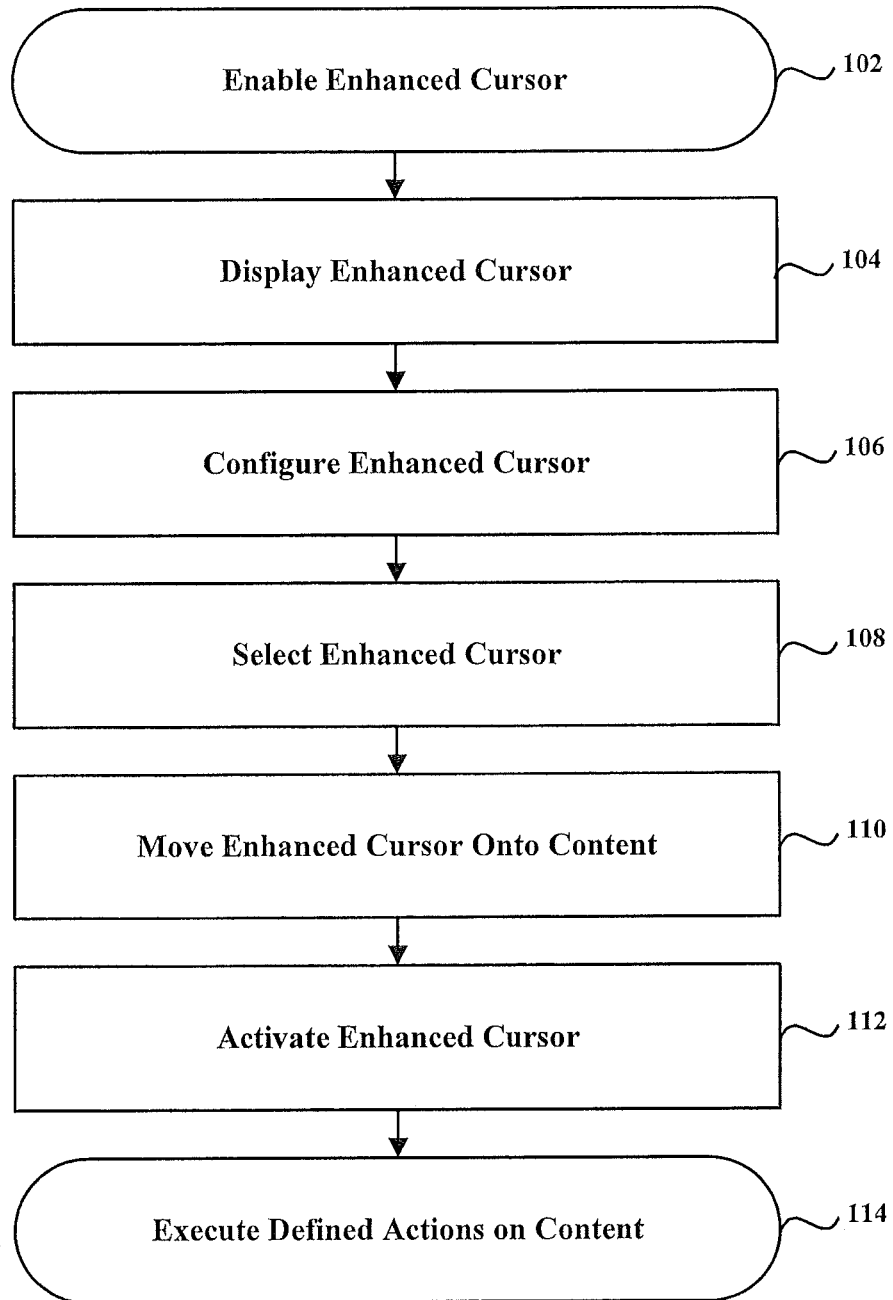 Enable Enhanced Cursor
102
Display Enhanced Cursor
104
Configure Enhanced Cursor
106
Select Enhanced Cursor
108
Move Enhanced Cursor Onto Content
110
Activate Enhanced Cursor
112
Execute Defined Actions on Content
114